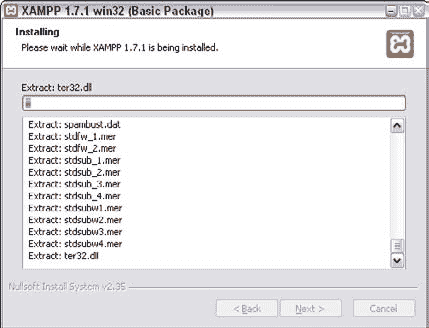 XAMPP 1.7.1 win32 (Basic Package)
Installing
Please wait while XAMPP 1.7.1 is being installed.
Extract: ter32.dll
Extract: spambust.dat
Extract: stdfw_1.mer
Extract: stdfw_2.mer
Extract: stdsub_1.mer
Extract: stdsub_2.mer
Extract: stdsub_3.mer
Extract: stdsub_4.mer
Extract: stdsubw1.mer
Extract: stdsubw2.mer
Extract: stdsubw3.mer
Extract: stdsubw4.mer
Extract: ter32.dll
Nullsoft Install System v2.35
< Back Next > Cancel